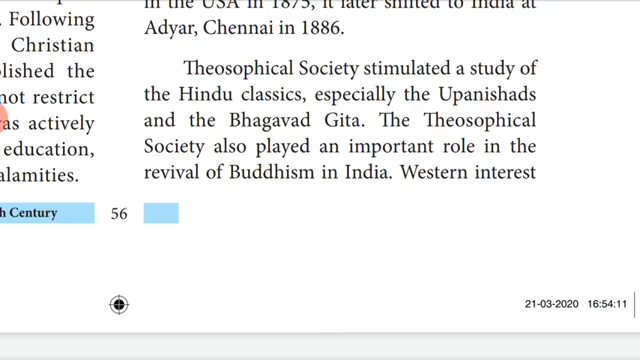 . Following
Christian
lished the
not restrict
as actively
education,
alamities.
in the USA in 1875, it later shifted to India at
Adyar, Chennai in 1886.
Theosophical Society stimulated a study of
the Hindu classics, especially the Upanishads
and the Bhagavad Gita. The Theosophical
Society also played an important role in the
revival of Buddhism in India. Western interest
h Century
56
21-03-2020 16:54:11